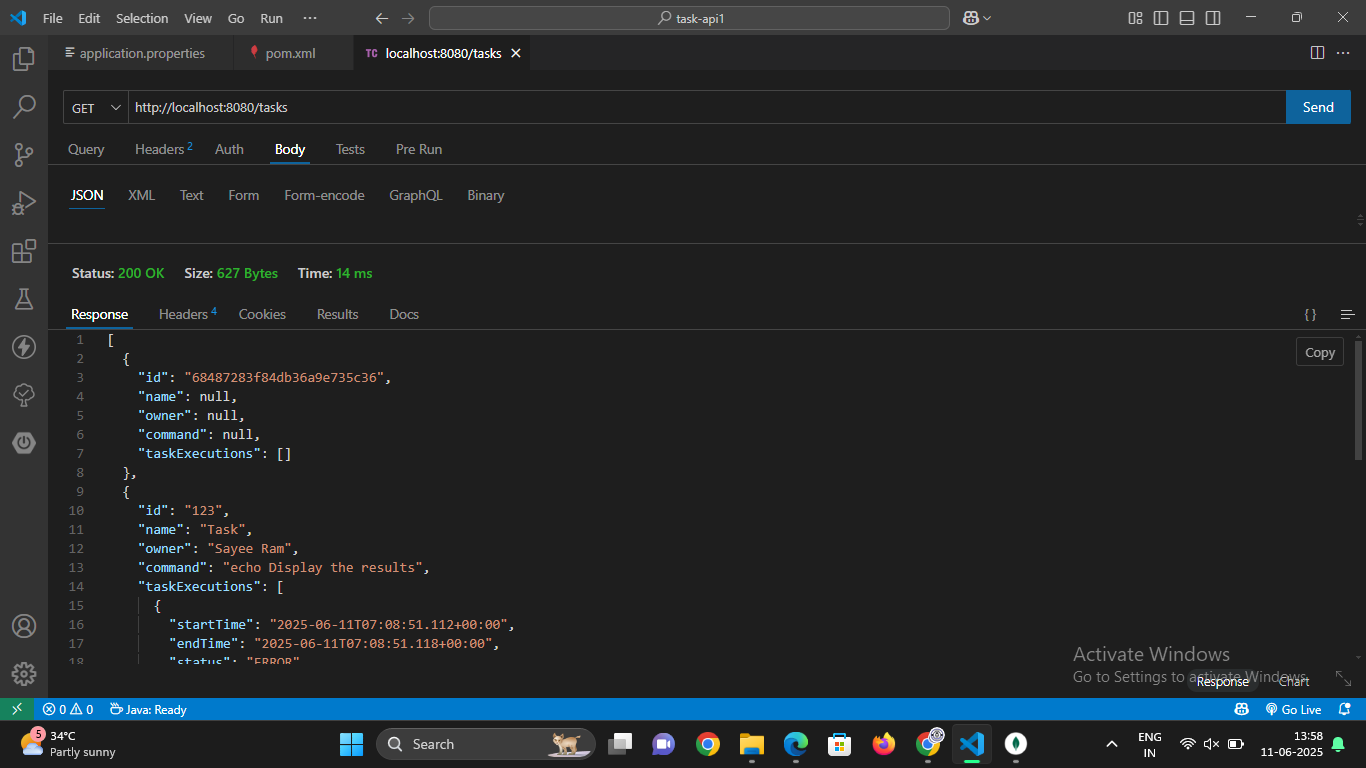 File Edit Selection View Go Run ··· task-api1
application.properties pom.xml TC localhost:8080/tasks
GET http://localhost:8080/tasks Send
Query Headers 2 Auth Body Tests Pre Run
JSON XML Text Form Form-encode GraphQL Binary
Status: 200 OK Size: 627 Bytes Time: 14 ms
Response Headers 4 Cookies Results Docs { }
Copy
1 [
2 {
3 "id": "68487283f84db36a9e735c36",
4 "name": null,
5 "owner": null,
6 "command": null,
7 "taskExecutions": []
8 },
9 {
10 "id": "123",
11 "name": "Task",
12 "owner": "Sayee Ram",
13 "command": "echo Display the results",
14 "taskExecutions": [
15 {
16 "startTime": "2025-06-11T07:08:51.112+00:00",
17 "endTime": "2025-06-11T07:08:51.118+00:00",
18 "status": "ERROR"
Activate Windows
Go to Settings to activate Windows.
Response Chart
0 0 Java: Ready Go Live
5 34°C
Partly sunny
Search
ENG
IN
13:58
11-06-2025